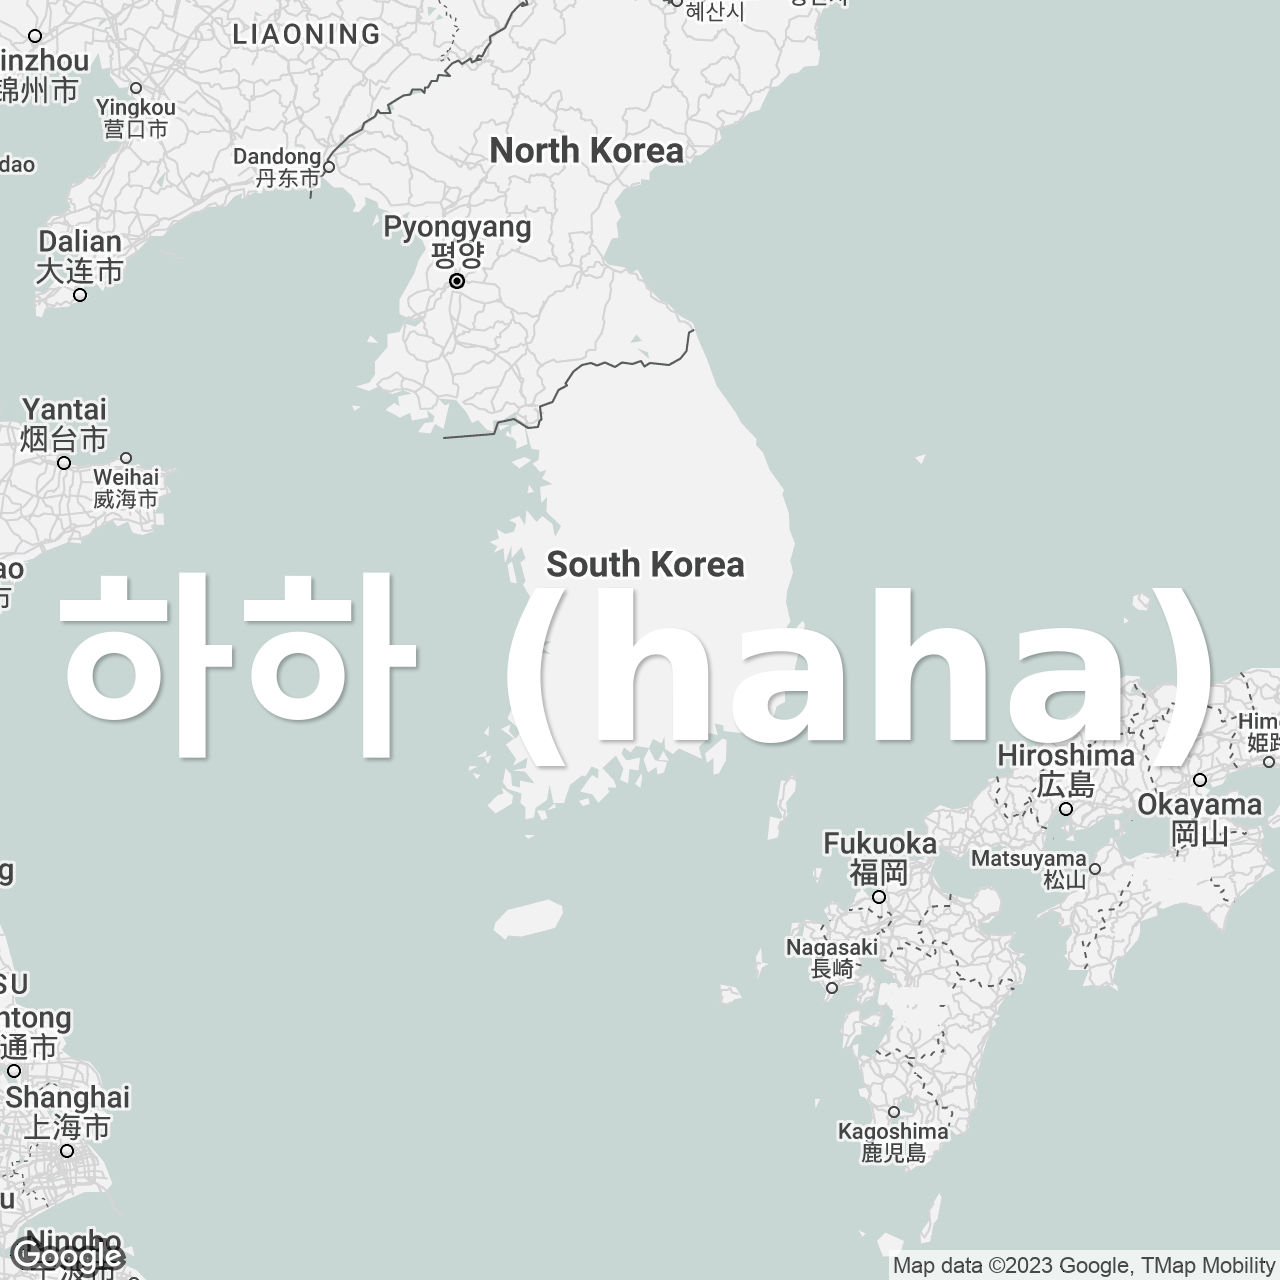 혜산시
LIAONING
inzhou
锦州市
Yingkou
营口市
North Korea
Dandong
丹东市
dao
Pyongyang
평양
Dalian
大连市
Yantai
烟台市
Weihai
威海市
South Korea
ao
市
하하 (haha)
Hiroshima
広島
Okayama
岡山
Fukuoka
福岡
Matsuyama
松山
g
Nagasaki
長崎
SU
ntong
通市
Shanghai
上海市
Kagoshima
鹿児島
u
Ningbo
Google
Map data ©2023 Google, TMap Mobility